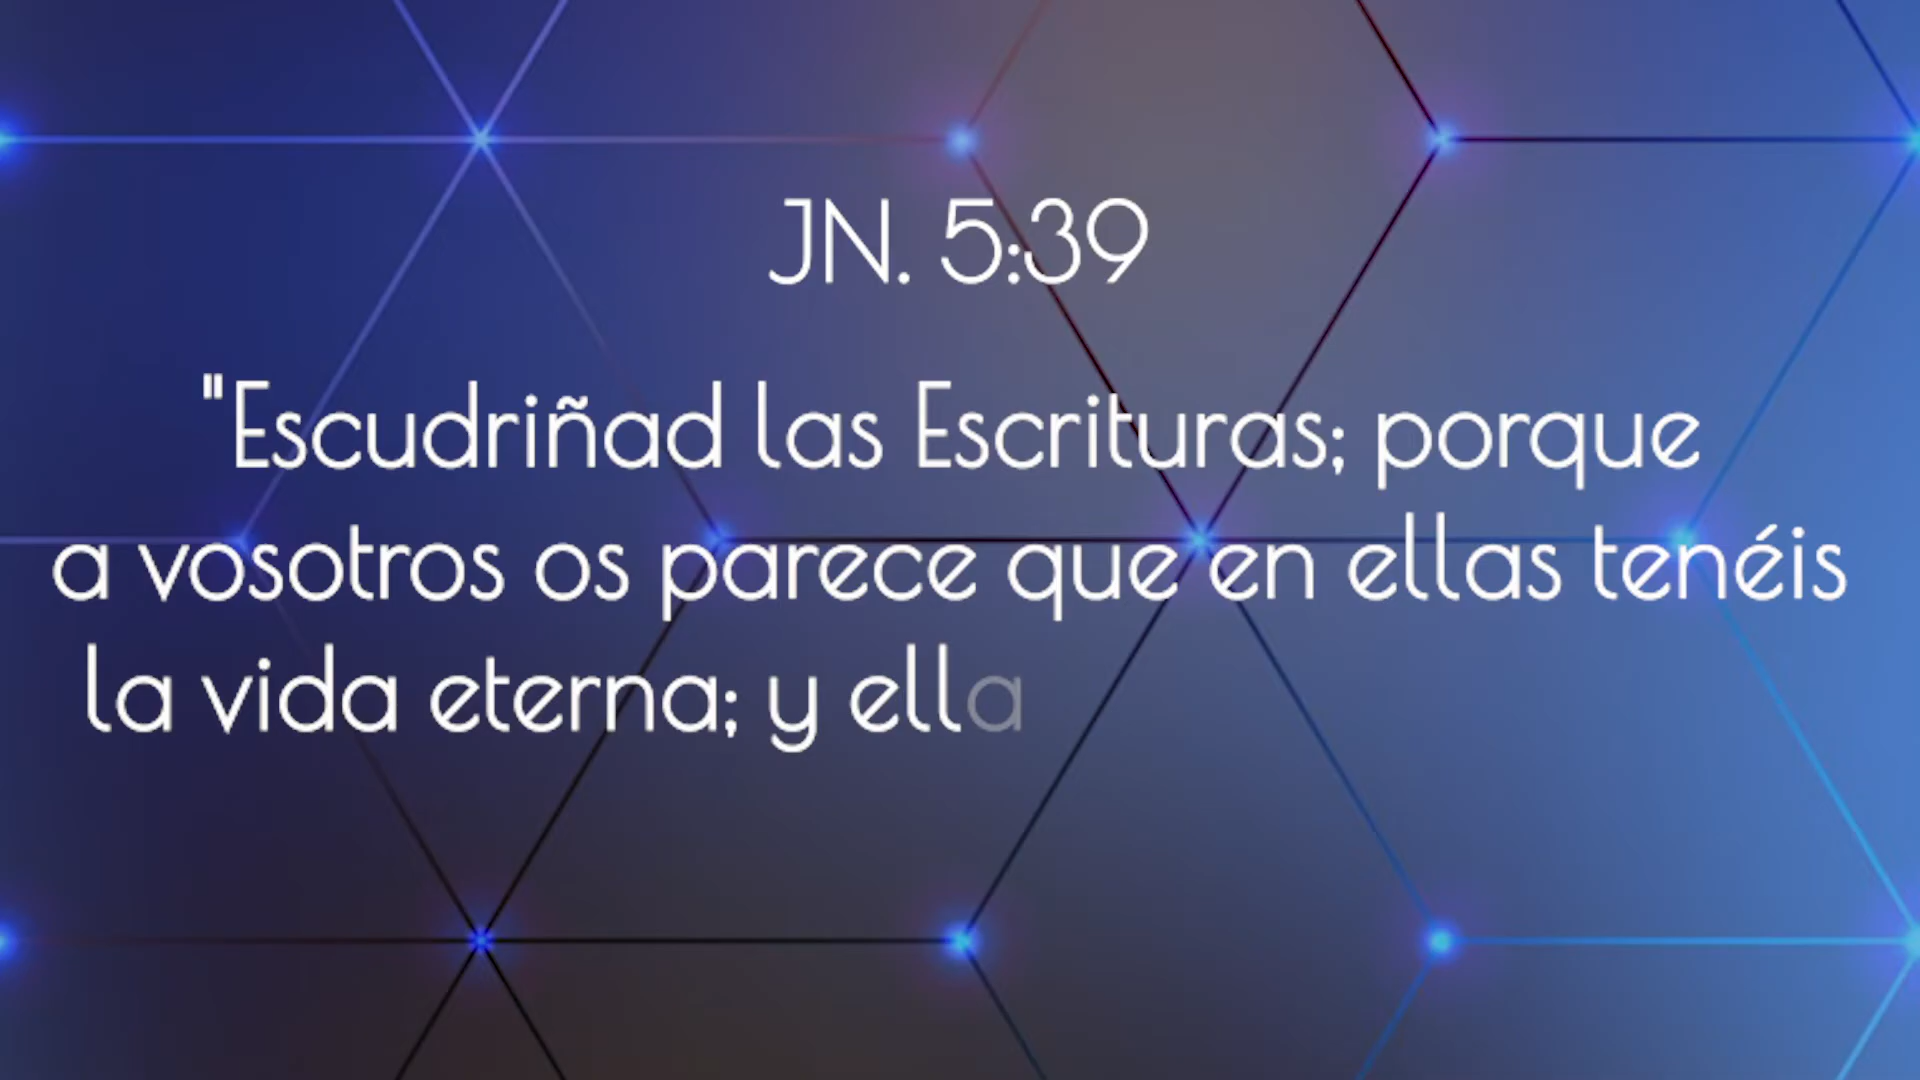 JN. 5:39
"Escudriñad las Escrituras; porque
a vosotros os parece que en ellas tenéis
la vida eterna; y ella